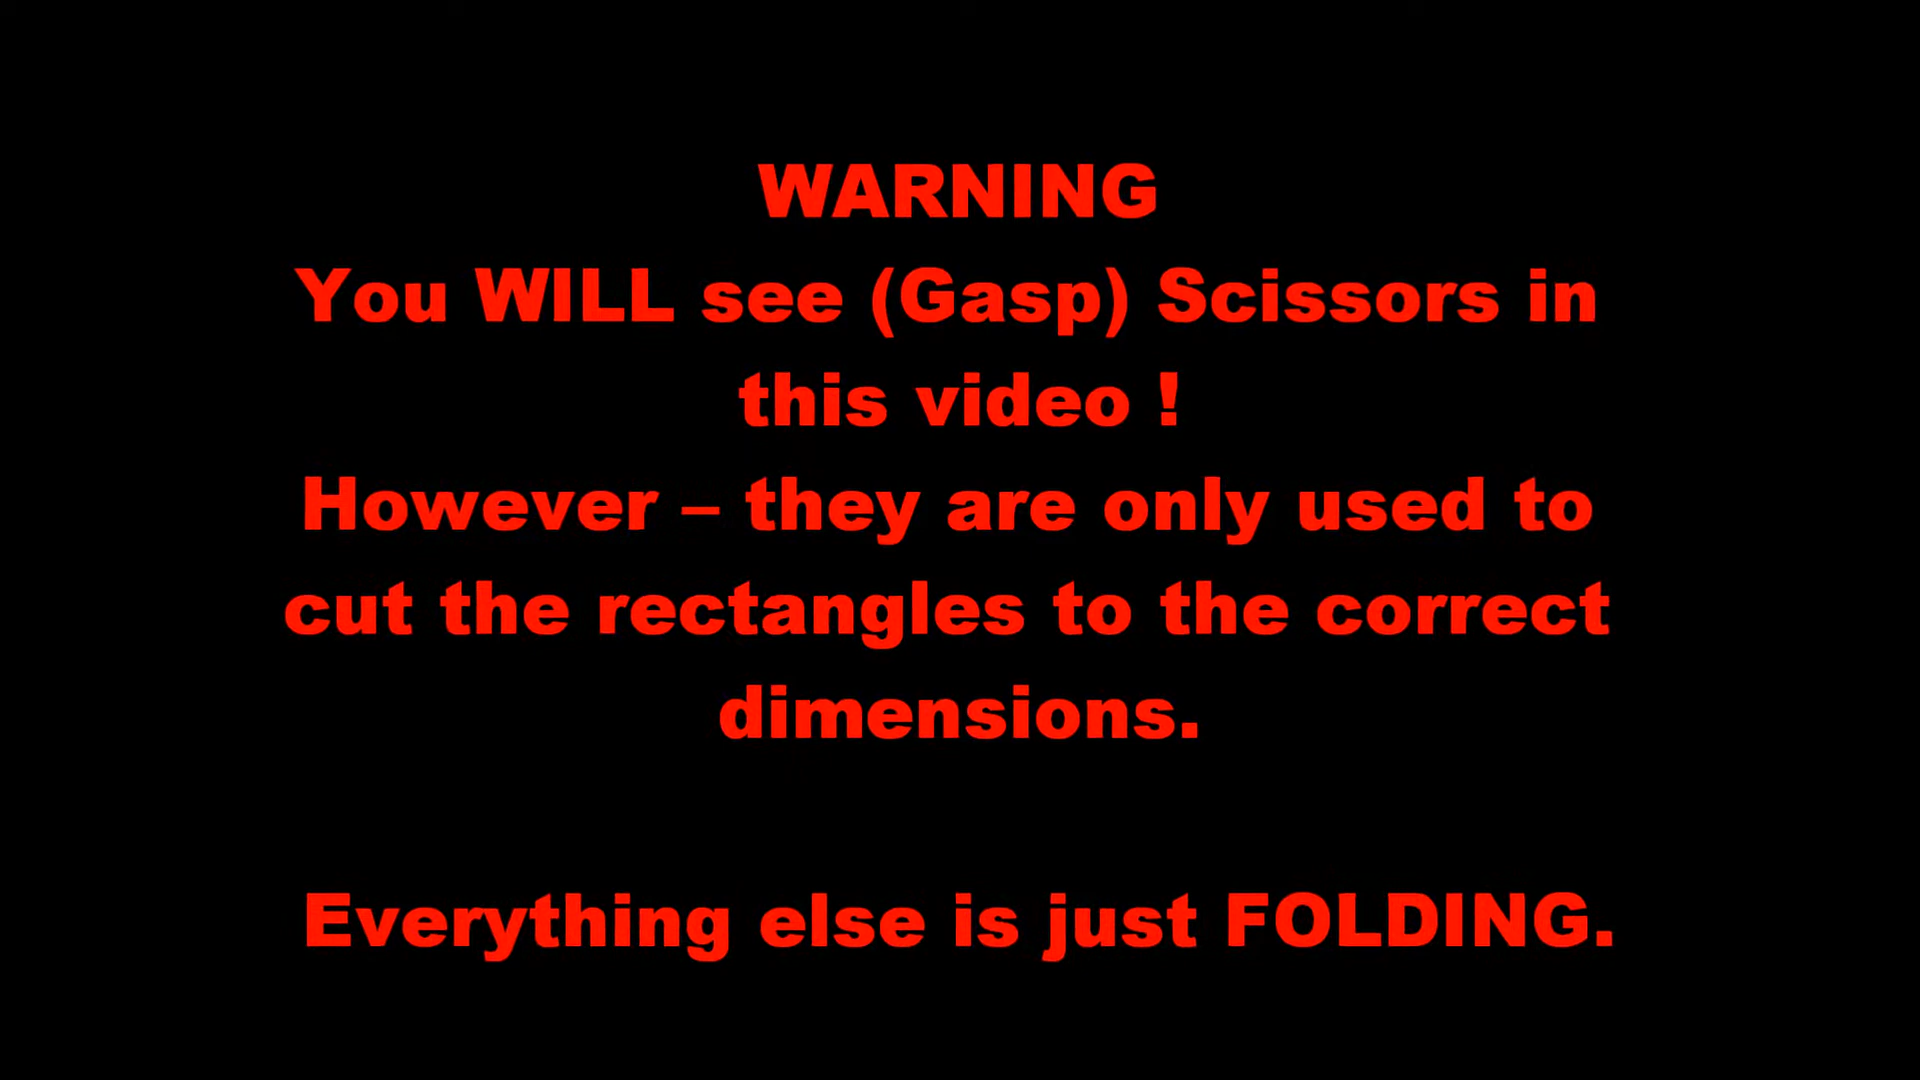 WARNING
You WILL see (Gasp) Scissors in
this video !
However – they are only used to
cut the rectangles to the correct
dimensions.
Everything else is just FOLDING.